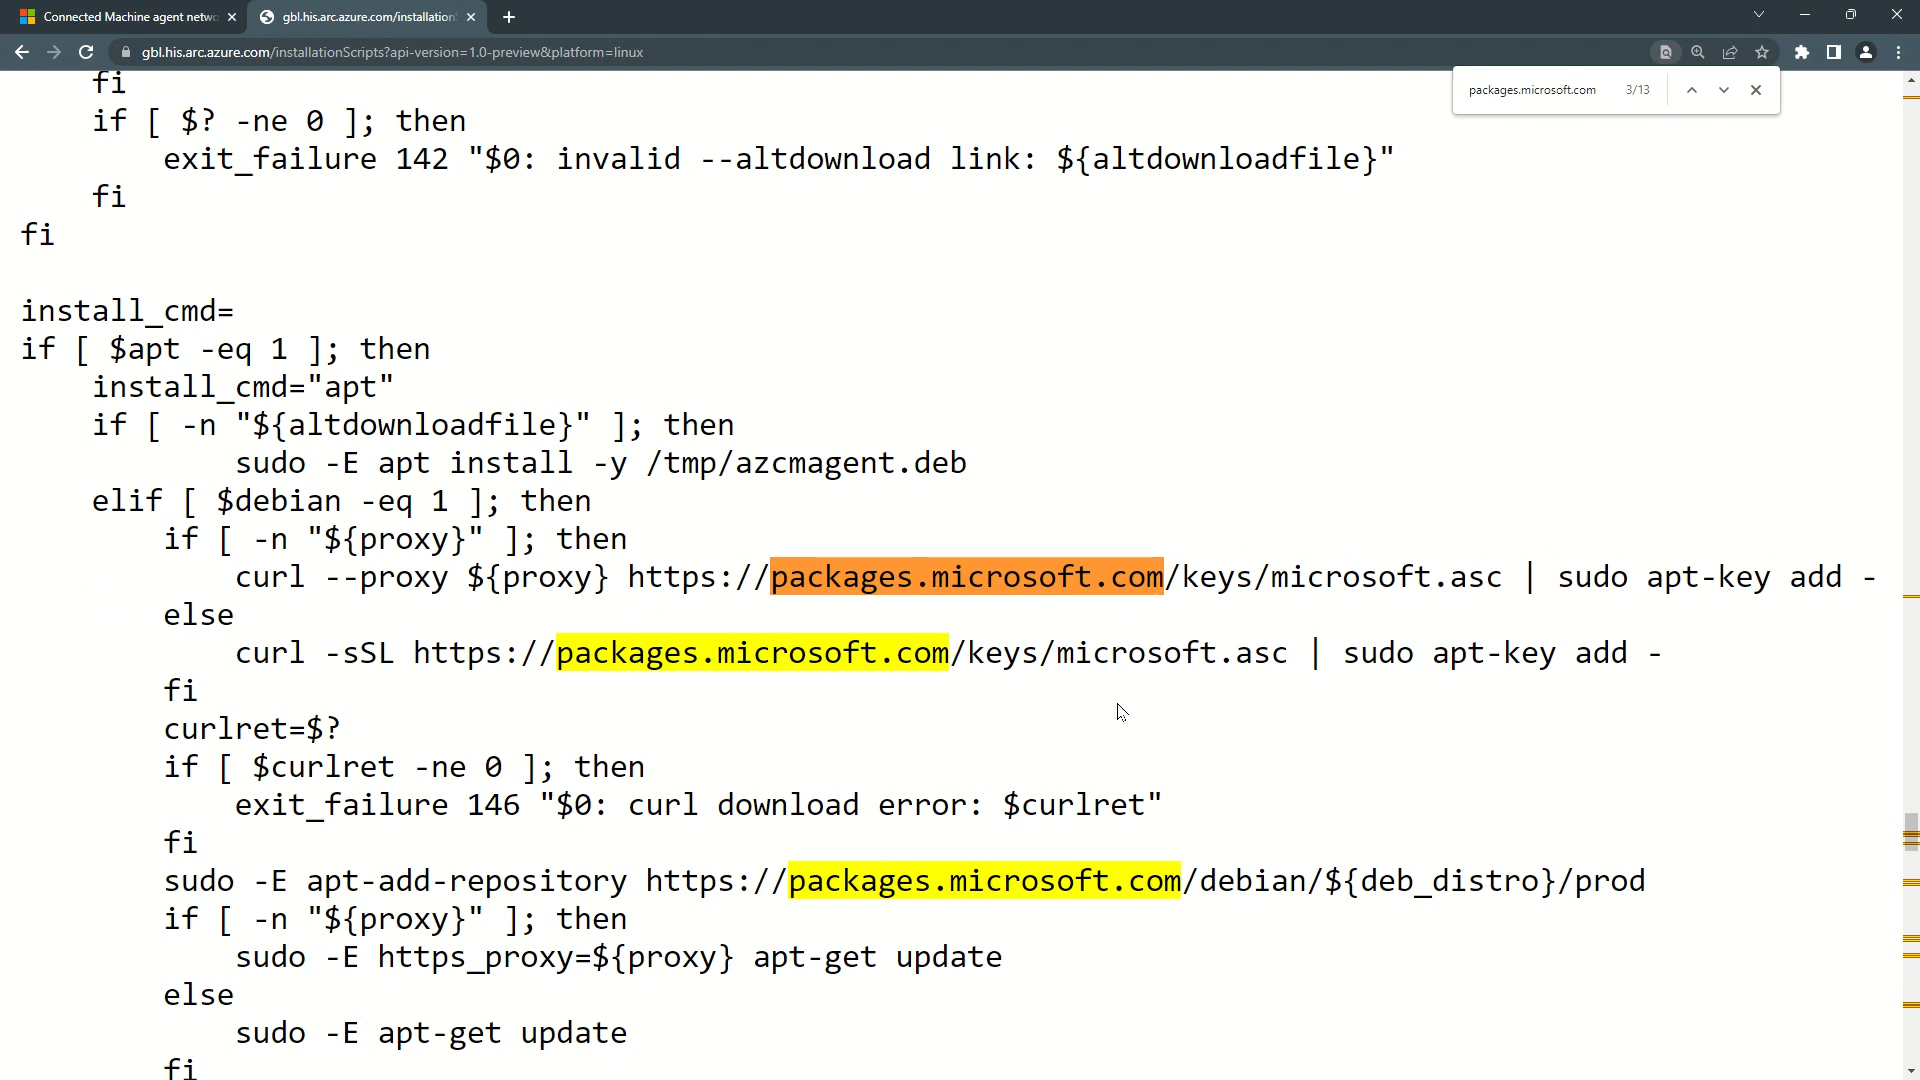 Connected Machine agent netwo
gbl.his.arc.azure.com/installation
gbl.his.arc.azure.com/installationScripts?api-version=1.0-preview&platform=linux
packages.microsoft.com 3/13
fi
if [ $? -ne 0 ]; then
exit_failure 142 "$0: invalid --altdownload link: ${altdownloadfile}"
fi
fi
install_cmd=
if [ $apt -eq 1 ]; then
install_cmd="apt"
if [ -n "${altdownloadfile}" ]; then
sudo -E apt install -y /tmp/azcmagent.deb
elif [ $debian -eq 1 ]; then
if [ -n "${proxy}" ]; then
curl --proxy ${proxy} https://packages.microsoft.com/keys/microsoft.asc | sudo apt-key add -
else
curl -sSL https://packages.microsoft.com/keys/microsoft.asc | sudo apt-key add -
fi
curlret=$?
if [ $curlret -ne 0 ]; then
exit_failure 146 "$0: curl download error: $curlret"
fi
sudo -E apt-add-repository https://packages.microsoft.com/debian/${deb_distro}/prod
if [ -n "${proxy}" ]; then
sudo -E https_proxy=${proxy} apt-get update
else
sudo -E apt-get update
fi